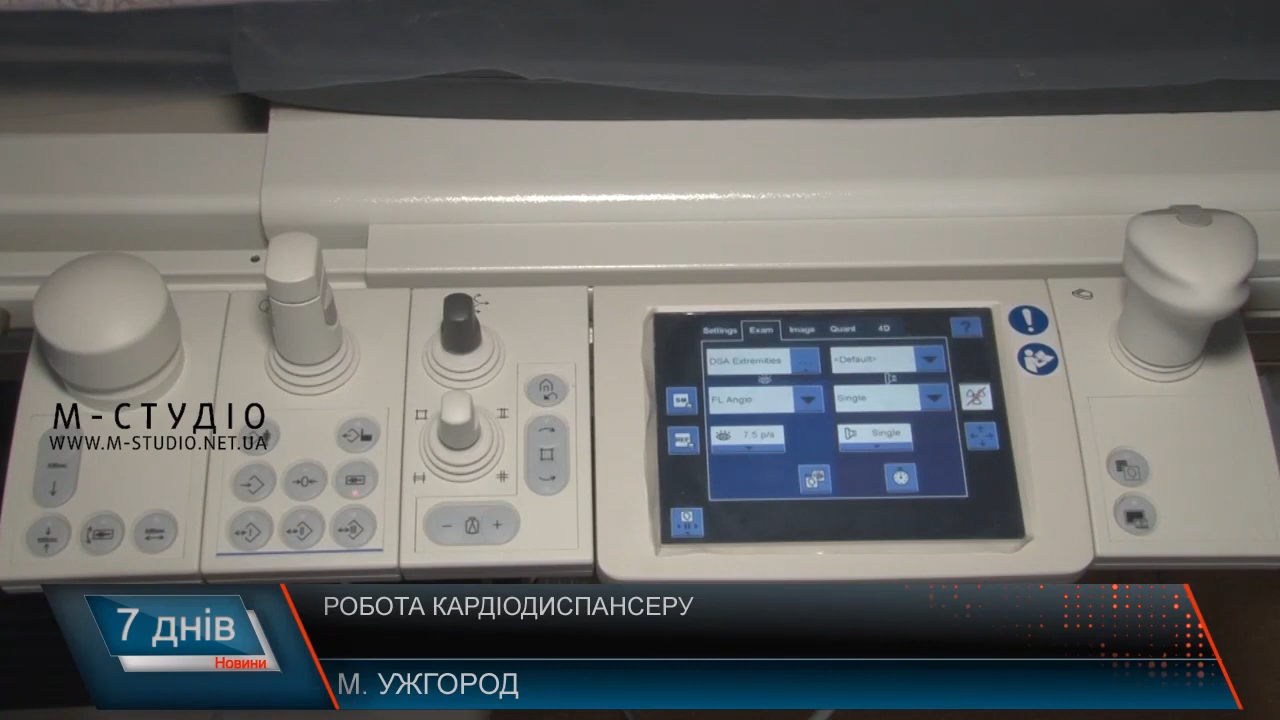 Settings Exam Image Quant 4D ?
DSA Extremities <Default>
FL Angle Single
7.5 p/s Single
М-СТУДІО
WWW.M-STUDIO.NET.UA
РОБОТА КАРДІОДИСПАНСЕРУ
7 днів
Новини
М. УЖГОРОД